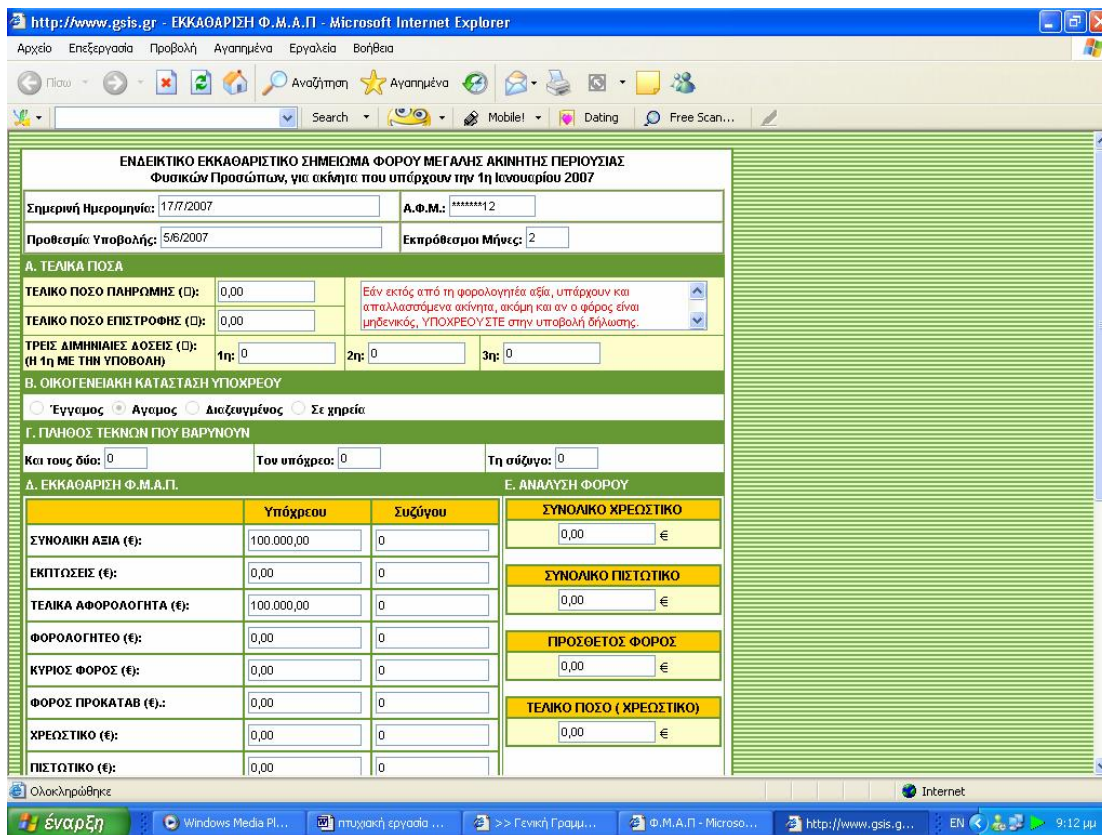 http://www.gsis.gr - ΕΚΚΑΘΑΡΙΣΗ Φ.Μ.Α.Π - Microsoft Internet Explorer
Αρχείο Επεξεργασία Προβολή Αγαπημένα Εργαλεία Βοήθεια
Πίσω Αναζήτηση Αγαπημένα
Search Mobile! Dating Free Scan...
ΕΝΔΕΙΚΤΙΚΟ ΕΚΚΑΘΑΡΙΣΤΙΚΟ ΣΗΜΕΙΩΜΑ ΦΟΡΟΥ ΜΕΓΑΛΗΣ ΑΚΙΝΗΤΗΣ ΠΕΡΙΟΥΣΙΑΣ
Φυσικών Προσώπων, για ακίνητα που υπάρχουν την 1η Ιανουαρίου 2007
Σημερινή Ημερομηνία: 17/7/2007 Α.Φ.Μ.: *******12
Προθεσμία Υποβολής: 5/6/2007 Εκπρόθεσμοι Μήνες: 2
Α. ΤΕΛΙΚΑ ΠΟΣΑ
ΤΕΛΙΚΟ ΠΟΣΟ ΠΛΗΡΩΜΗΣ (□): 0,00
Εάν εκτός από τη φορολογητέα αξία, υπάρχουν και
απαλλασσόμενα ακίνητα, ακόμη και αν ο φόρος είναι
μηδενικός, ΥΠΟΧΡΕΟΥΣΤΕ στην υποβολή δήλωσης.
ΤΕΛΙΚΟ ΠΟΣΟ ΕΠΙΣΤΡΟΦΗΣ (□): 0,00
ΤΡΕΙΣ ΔΙΜΗΝΙΑΙΕΣ ΔΟΣΕΙΣ (□):
(Η 1η ΜΕ ΤΗΝ ΥΠΟΒΟΛΗ) 1η: 0 2η: 0 3η: 0
Β. ΟΙΚΟΓΕΝΕΙΑΚΗ ΚΑΤΑΣΤΑΣΗ ΥΠΟΧΡΕΟΥ
Έγγαμος Αγαμος Διαζευγμένος Σε χηρεία
Γ. ΠΛΗΘΟΣ ΤΕΚΝΩΝ ΠΟΥ ΒΑΡΥΝΟΥΝ
Και τους δύο: 0 Τον υπόχρεο: 0 Τη σύζυγο: 0
Δ. ΕΚΚΑΘΑΡΙΣΗ Φ.Μ.Α.Π. Ε. ΑΝΑΛΥΣΗ ΦΟΡΟΥ
Υπόχρεου Συζύγου
ΣΥΝΟΛΙΚΗ ΑΞΙΑ (€): 100.000,00 0
ΕΚΠΤΩΣΕΙΣ (€): 0,00 0
ΤΕΛΙΚΑ ΑΦΟΡΟΛΟΓΗΤΑ (€): 100.000,00 0
ΦΟΡΟΛΟΓΗΤΕΟ (€): 0,00 0
ΚΥΡΙΟΣ ΦΟΡΟΣ (€): 0,00 0
ΦΟΡΟΣ ΠΡΟΚΑΤΑΒ (€).: 0,00 0
ΧΡΕΩΣΤΙΚΟ (€): 0,00 0
ΠΙΣΤΩΤΙΚΟ (€): 0,00 0
ΣΥΝΟΛΙΚΟ ΧΡΕΩΣΤΙΚΟ
0,00 €
ΣΥΝΟΛΙΚΟ ΠΙΣΤΩΤΙΚΟ
0,00 €
ΠΡΟΣΘΕΤΟΣ ΦΟΡΟΣ
0,00 €
ΤΕΛΙΚΟ ΠΟΣΟ ( ΧΡΕΩΣΤΙΚΟ)
0,00 €
Ολοκληρώθηκε Internet
έναρξη Windows Media Pl... πτυχιακή εργασία ... >> Γενική Γραμμ... Φ.Μ.Α.Π - Microso... http://www.gsis.g... EN 9:12 μμ